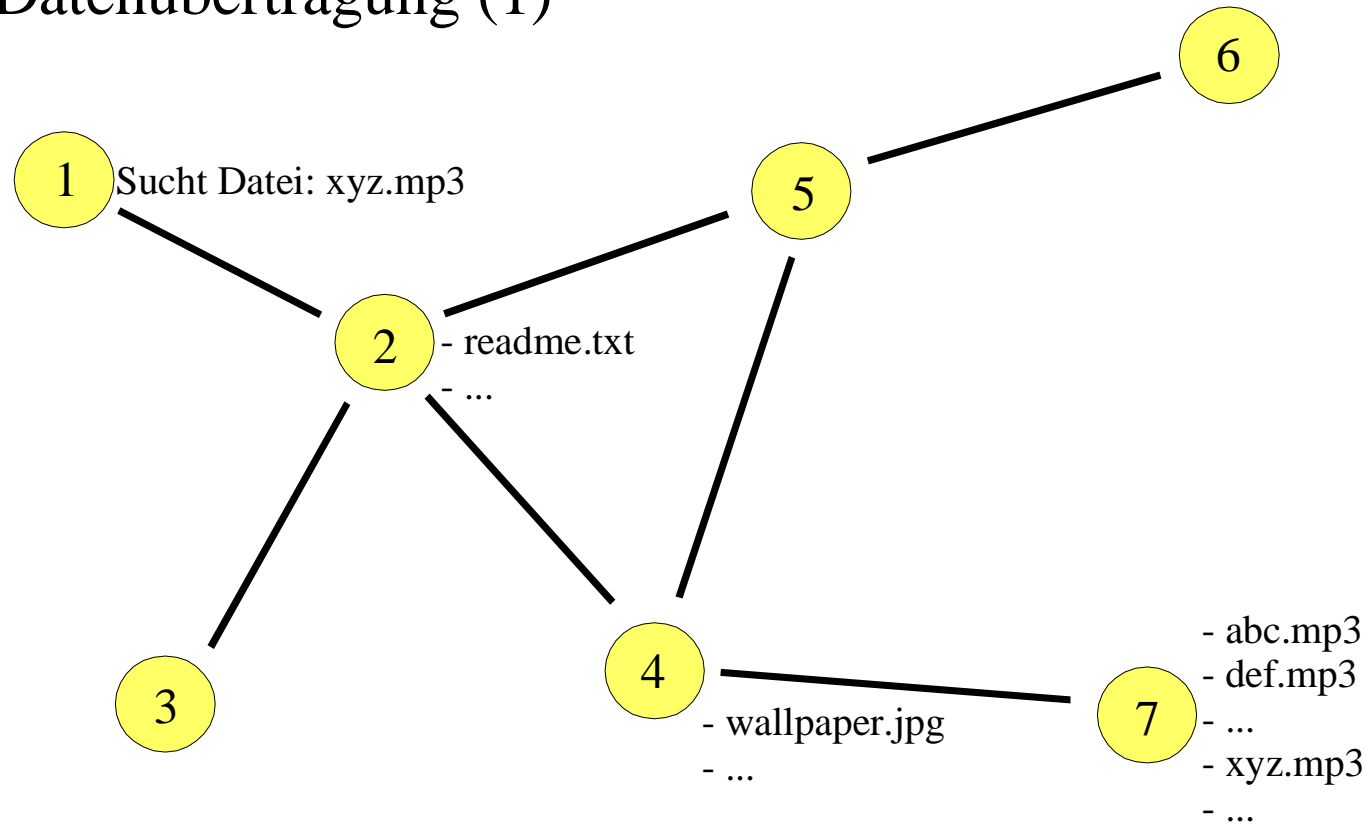 Datenübertragung (1)
6
1 Sucht Datei: xyz.mp3
5
2 - readme.txt
- ...
3
4
- wallpaper.jpg
- ...
7
- abc.mp3
- def.mp3
- ...
- xyz.mp3
- ...